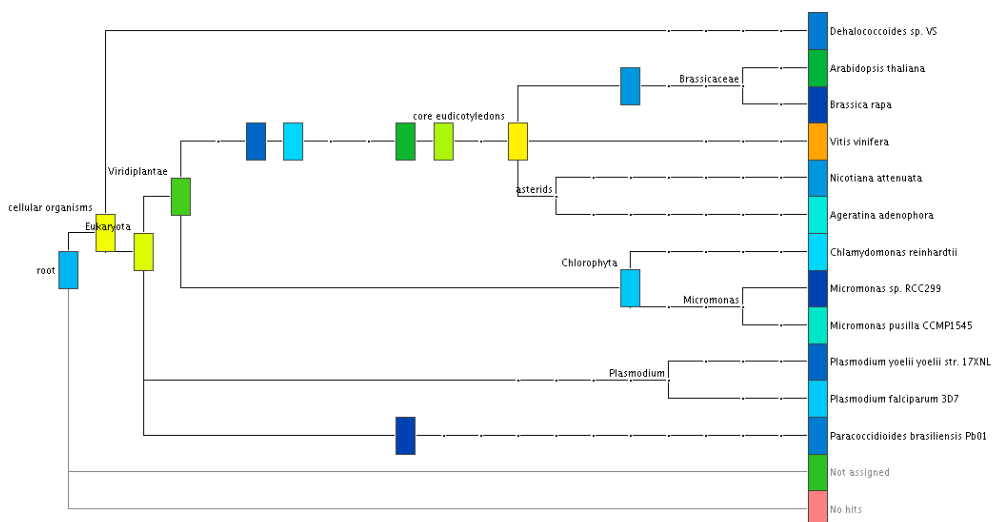 Dehalococcoides sp. VS
Arabidopsis thaliana
Brassicaceae
Brassica rapa
core eudicotyledons
Vitis vinifera
Viridiplantae
Nicotiana attenuata
asterids
cellular organisms
Ageratina adenophora
Eukaryota
Chlamydomonas reinhardtii
Chlorophyta
root
Micromonas sp. RCC299
Micromonas
Micromonas pusilla CCMP1545
Plasmodium yoelii yoelii str. 17XNL
Plasmodium
Plasmodium falciparum 3D7
Paracoccidioides brasiliensis Pb01
Not assigned
No hits